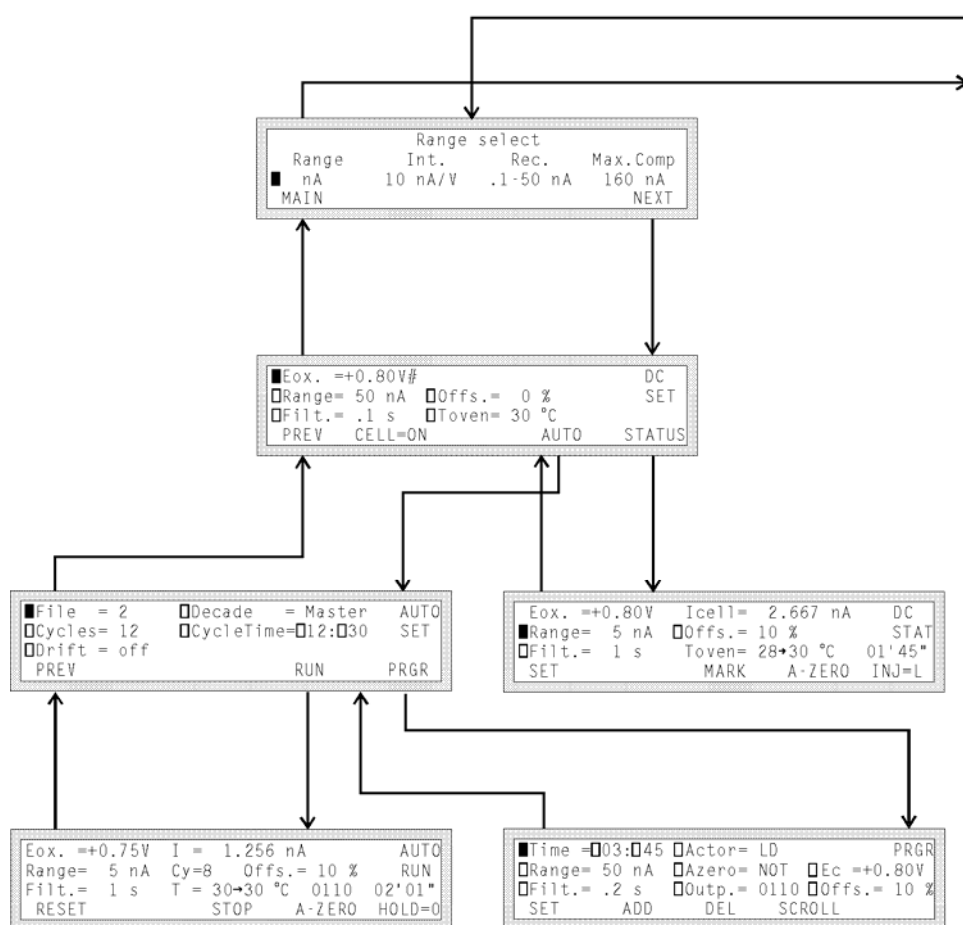 Range select
Range Int. Rec. Max.Comp
■ nA 10 nA/V .1-50 nA 160 nA
MAIN NEXT
■Eox. =+0.80V# DC
□Range= 50 nA □Offs.= 0 % SET
□Filt.= .1 s □Toven= 30 °C
PREV CELL=ON AUTO STATUS
■File = 2 □Decade = Master AUTO
□Cycles= 12 □CycleTime=□12:□30 SET
□Drift = off
PREV RUN PRGR
Eox. =+0.80V Icell= 2.667 nA DC
■Range= 5 nA □Offs.= 10 % STAT
□Filt.= 1 s Toven= 28→30 °C 01'45"
SET MARK A-ZERO INJ=L
Eox. =+0.75V I = 1.256 nA AUTO
Range= 5 nA Cy=8 Offs.= 10 % RUN
Filt.= 1 s T = 30→30 °C 0110 02'01"
RESET STOP A-ZERO HOLD=0
■Time =□03:□45 □Actor= LD PRGR
□Range= 50 nA □Azero= NOT □Ec =+0.80V
□Filt.= .2 s □Outp.= 0110 □Offs.= 10 %
SET ADD DEL SCROLL